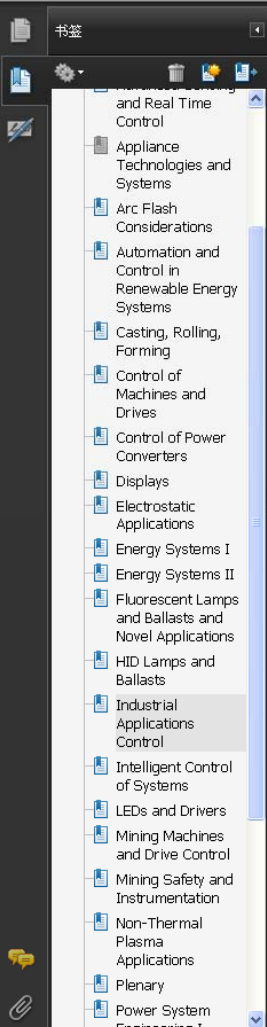 书签
and Real Time
Control
Appliance
Technologies and
Systems
Arc Flash
Considerations
Automation and
Control in
Renewable Energy
Systems
Casting, Rolling,
Forming
Control of
Machines and
Drives
Control of Power
Converters
Displays
Electrostatic
Applications
Energy Systems I
Energy Systems II
Fluorescent Lamps
and Ballasts and
Novel Applications
HID Lamps and
Ballasts
Industrial
Applications
Control
Intelligent Control
of Systems
LEDs and Drivers
Mining Machines
and Drive Control
Mining Safety and
Instrumentation
Non-Thermal
Plasma
Applications
Plenary
Power System